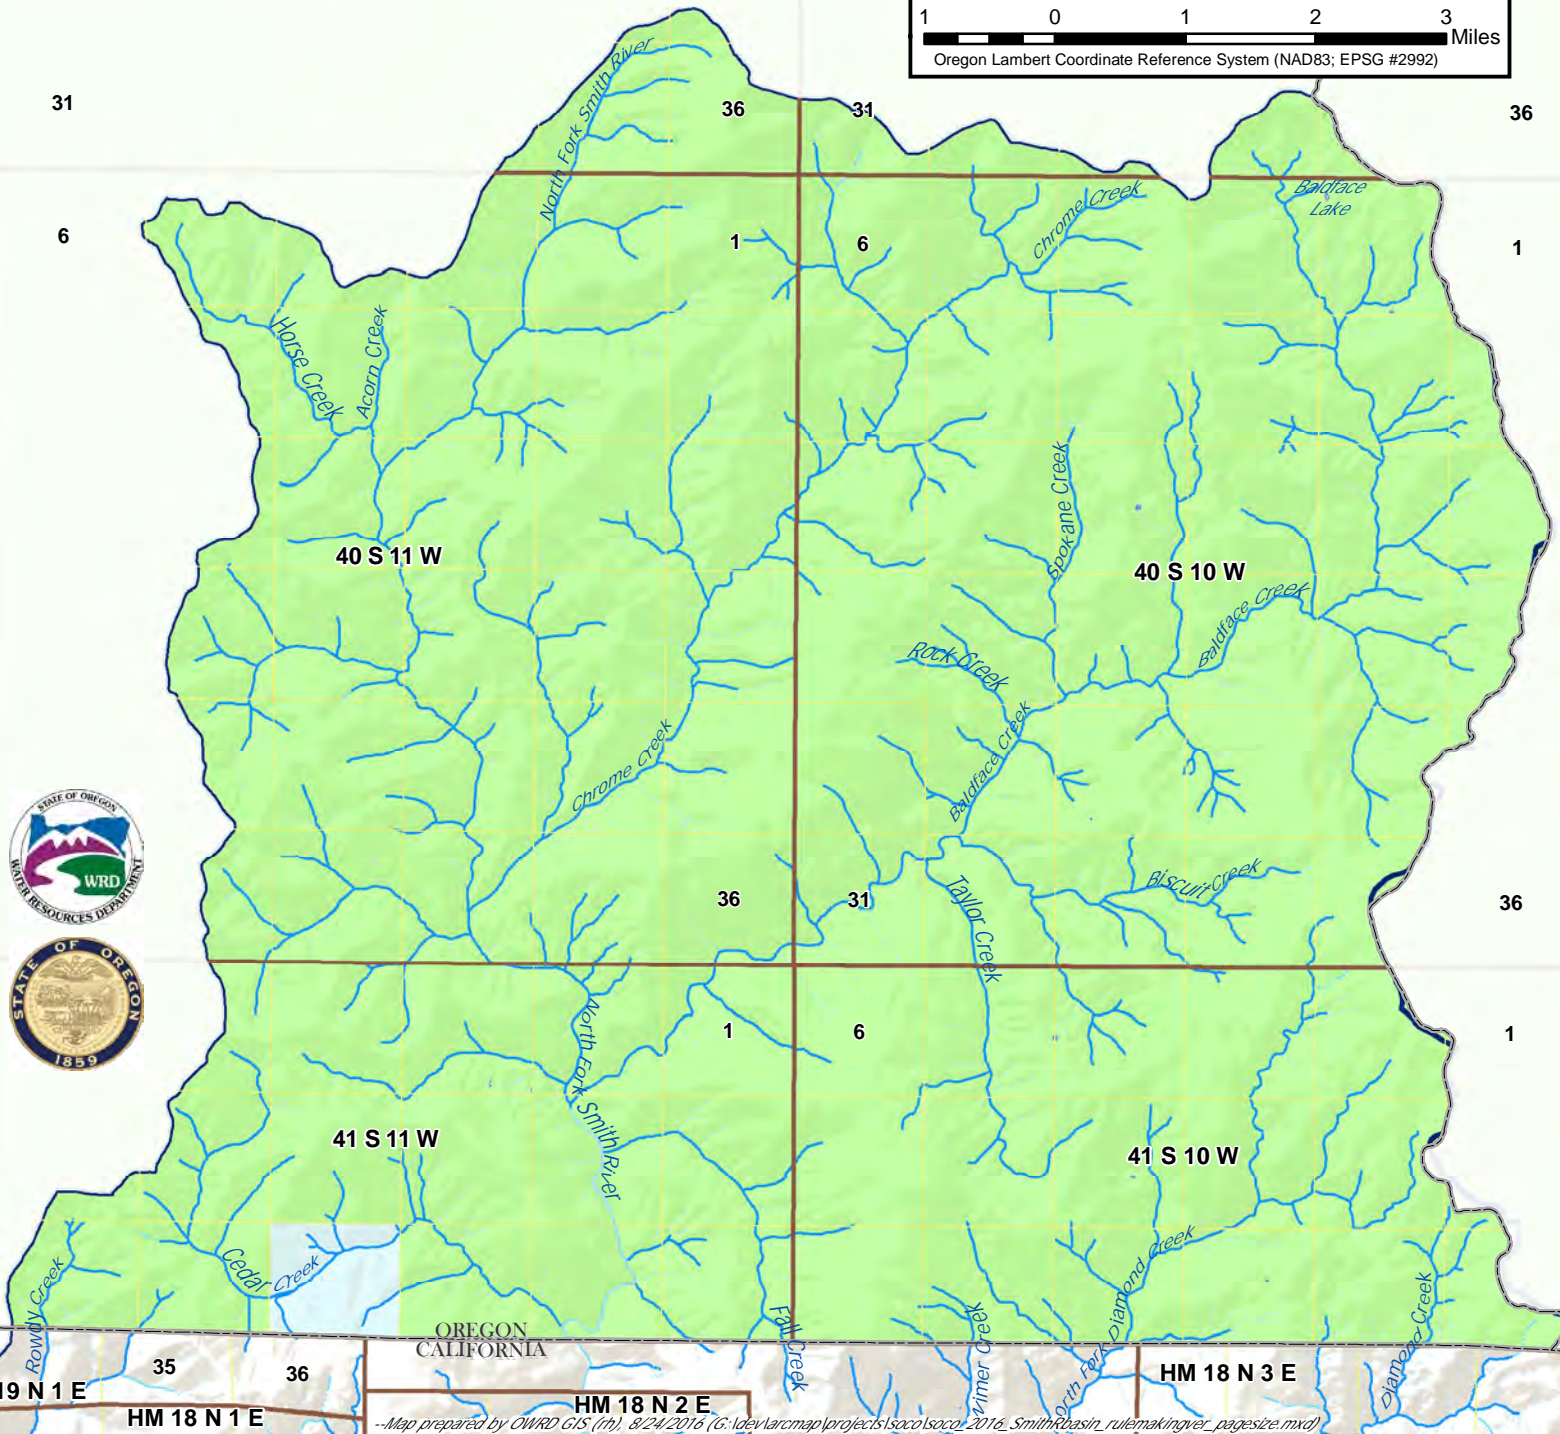 1 0 1 2 3
Miles
Oregon Lambert Coordinate Reference System (NAD83; EPSG #2992)
31
36
31
36
North Fork Smith River
Chrome Creek
Baldface
Lake
6
1
6
1
Horse Creek
Acorn Creek
Spokane Creek
40 S 11 W
40 S 10 W
Baldface Creek
Rock Creek
Baldface Creek
Chrome Creek
STATE OF OREGON
WRD
WATER RESOURCES DEPARTMENT
Taylor Creek
Biscuit Creek
36
31
36
STATE OF OREGON
1859
North Fork Smith River
1
6
1
41 S 11 W
41 S 10 W
Cedar Creek
Rowdy Creek
Fall Creek
Creek
North Fork Diamond Creek
Diamond Creek
OREGON
CALIFORNIA
35
36
HM 18 N 3 E
19 N 1 E
HM 18 N 1 E
HM 18 N 2 E
--Map prepared by OWRD GIS (rh), 8/24/2016 (G:\dev\arcmap\projects\soco\soco_2016_SmithRbasin_rulemakingver_pagesize.mxd)